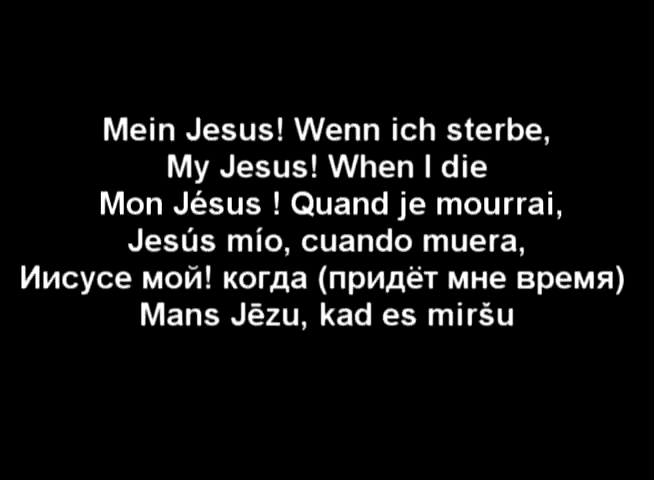 Mein Jesus! Wenn ich sterbe,
My Jesus! When I die
Mon Jésus ! Quand je mourrai,
Jesús mío, cuando muera,
Иисусе мой! когда (придёт мне время)
Mans Jēzu, kad es miršu